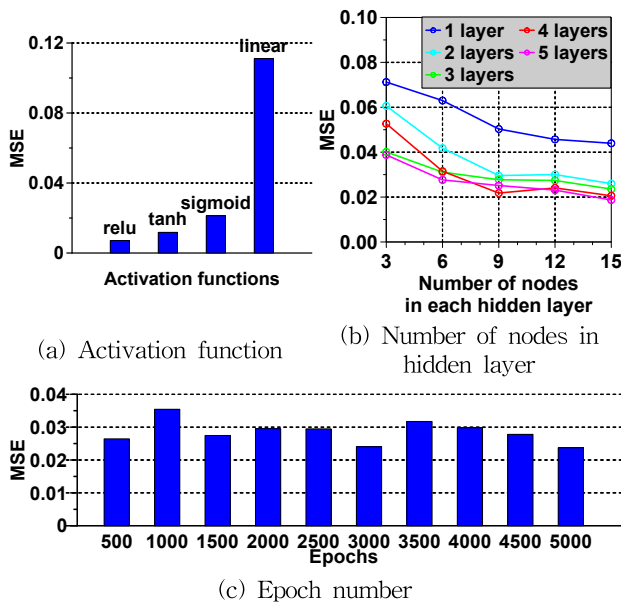 0.12
0.08
0.04
0
MSE
relu
tanh
sigmoid
linear
Activation functions
(a) Activation function
0.10
0.08
0.06
0.04
0.02
0.00
MSE
1 layer
2 layers
3 layers
4 layers
5 layers
3 6 9 12 15
Number of nodes
in each hidden layer
(b) Number of nodes in
hidden layer
0.04
0.03
0.02
0.01
0
MSE
500 1000 1500 2000 2500 3000 3500 4000 4500 5000
Epochs
(c) Epoch number